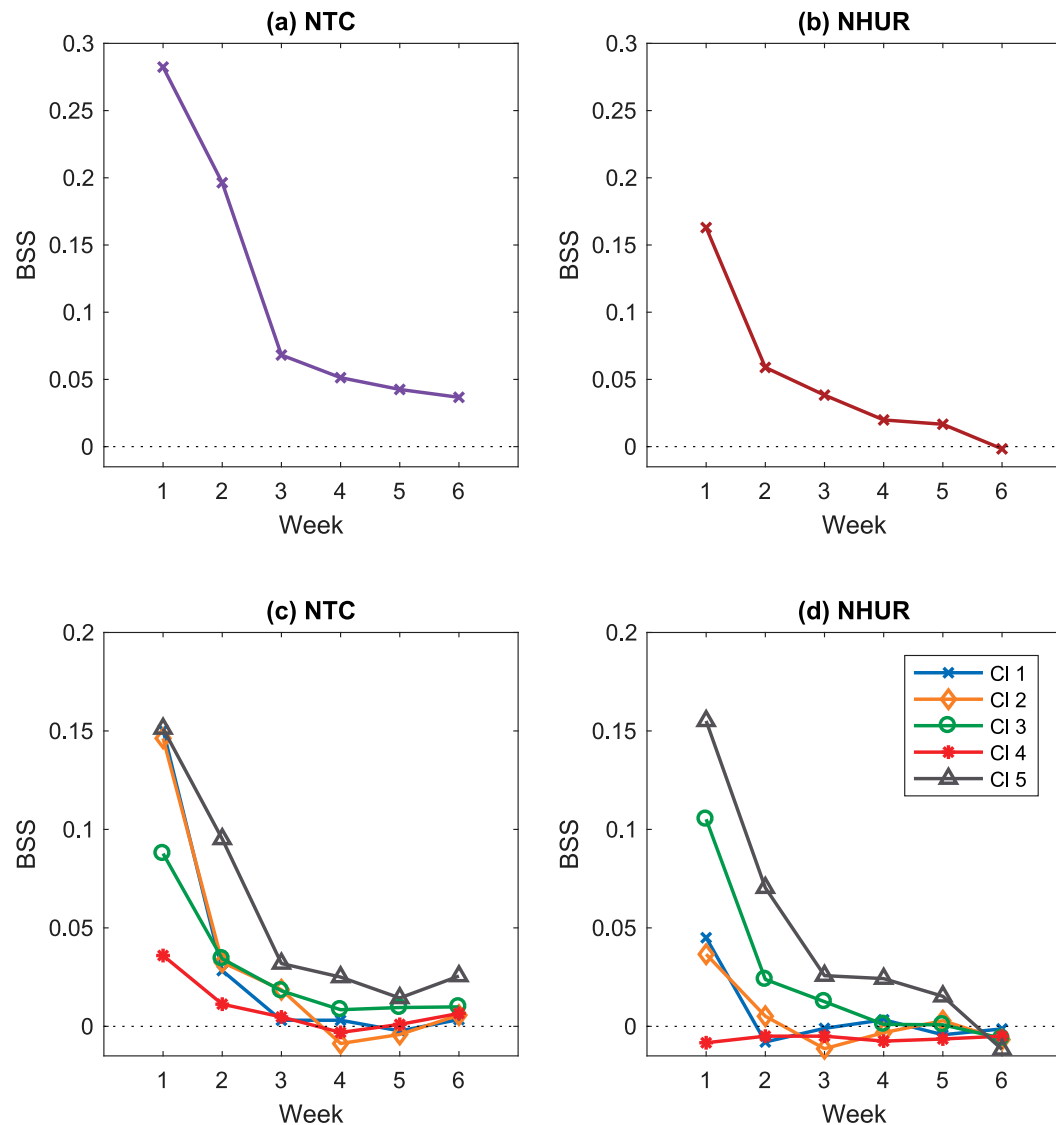 (a) NTC
0.3
0.25
0.2
0.15
0.1
0.05
0
BSS
1 2 3 4 5 6
Week
(b) NHUR
0.3
0.25
0.2
0.15
0.1
0.05
0
BSS
1 2 3 4 5 6
Week
(c) NTC
0.2
0.15
0.1
0.05
0
BSS
1 2 3 4 5 6
Week
(d) NHUR
0.2
0.15
0.1
0.05
0
BSS
Cl 1
Cl 2
Cl 3
Cl 4
Cl 5
1 2 3 4 5 6
Week